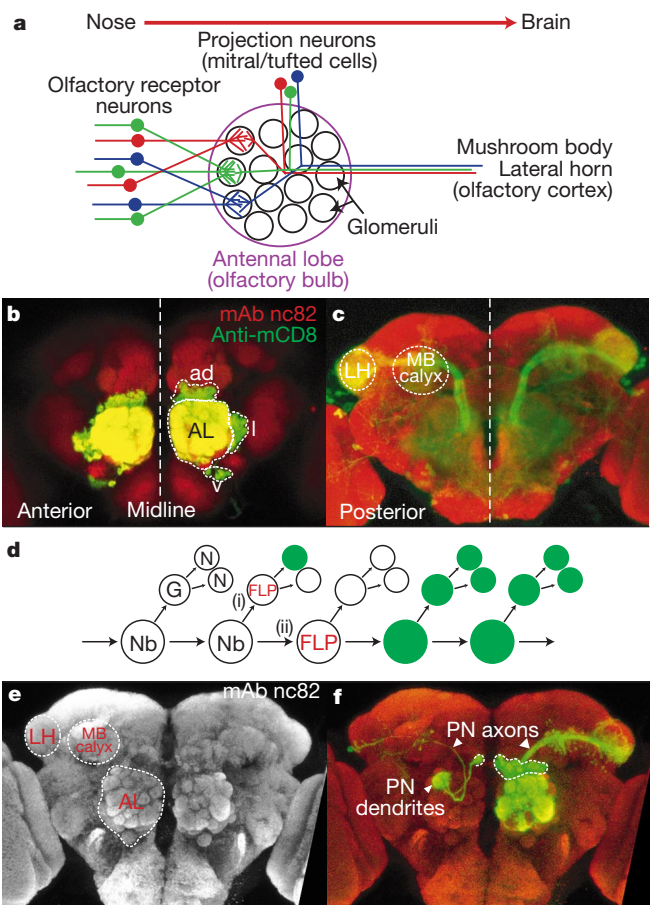 a
Nose
Brain
Projection neurons
(mitral/tufted cells)
Olfactory receptor
neurons
Mushroom body
Lateral horn
(olfactory cortex)
Glomeruli
Antennal lobe
(olfactory bulb)
b
mAb nc82
Anti-mCD8
ad
AL
l
v
Anterior
Midline
c
LH
MB
calyx
Posterior
d
N
G
N
Nb
(i)
FLP
Nb
(ii)
FLP
e
mAb nc82
LH
MB
calyx
AL
f
PN axons
PN
dendrites